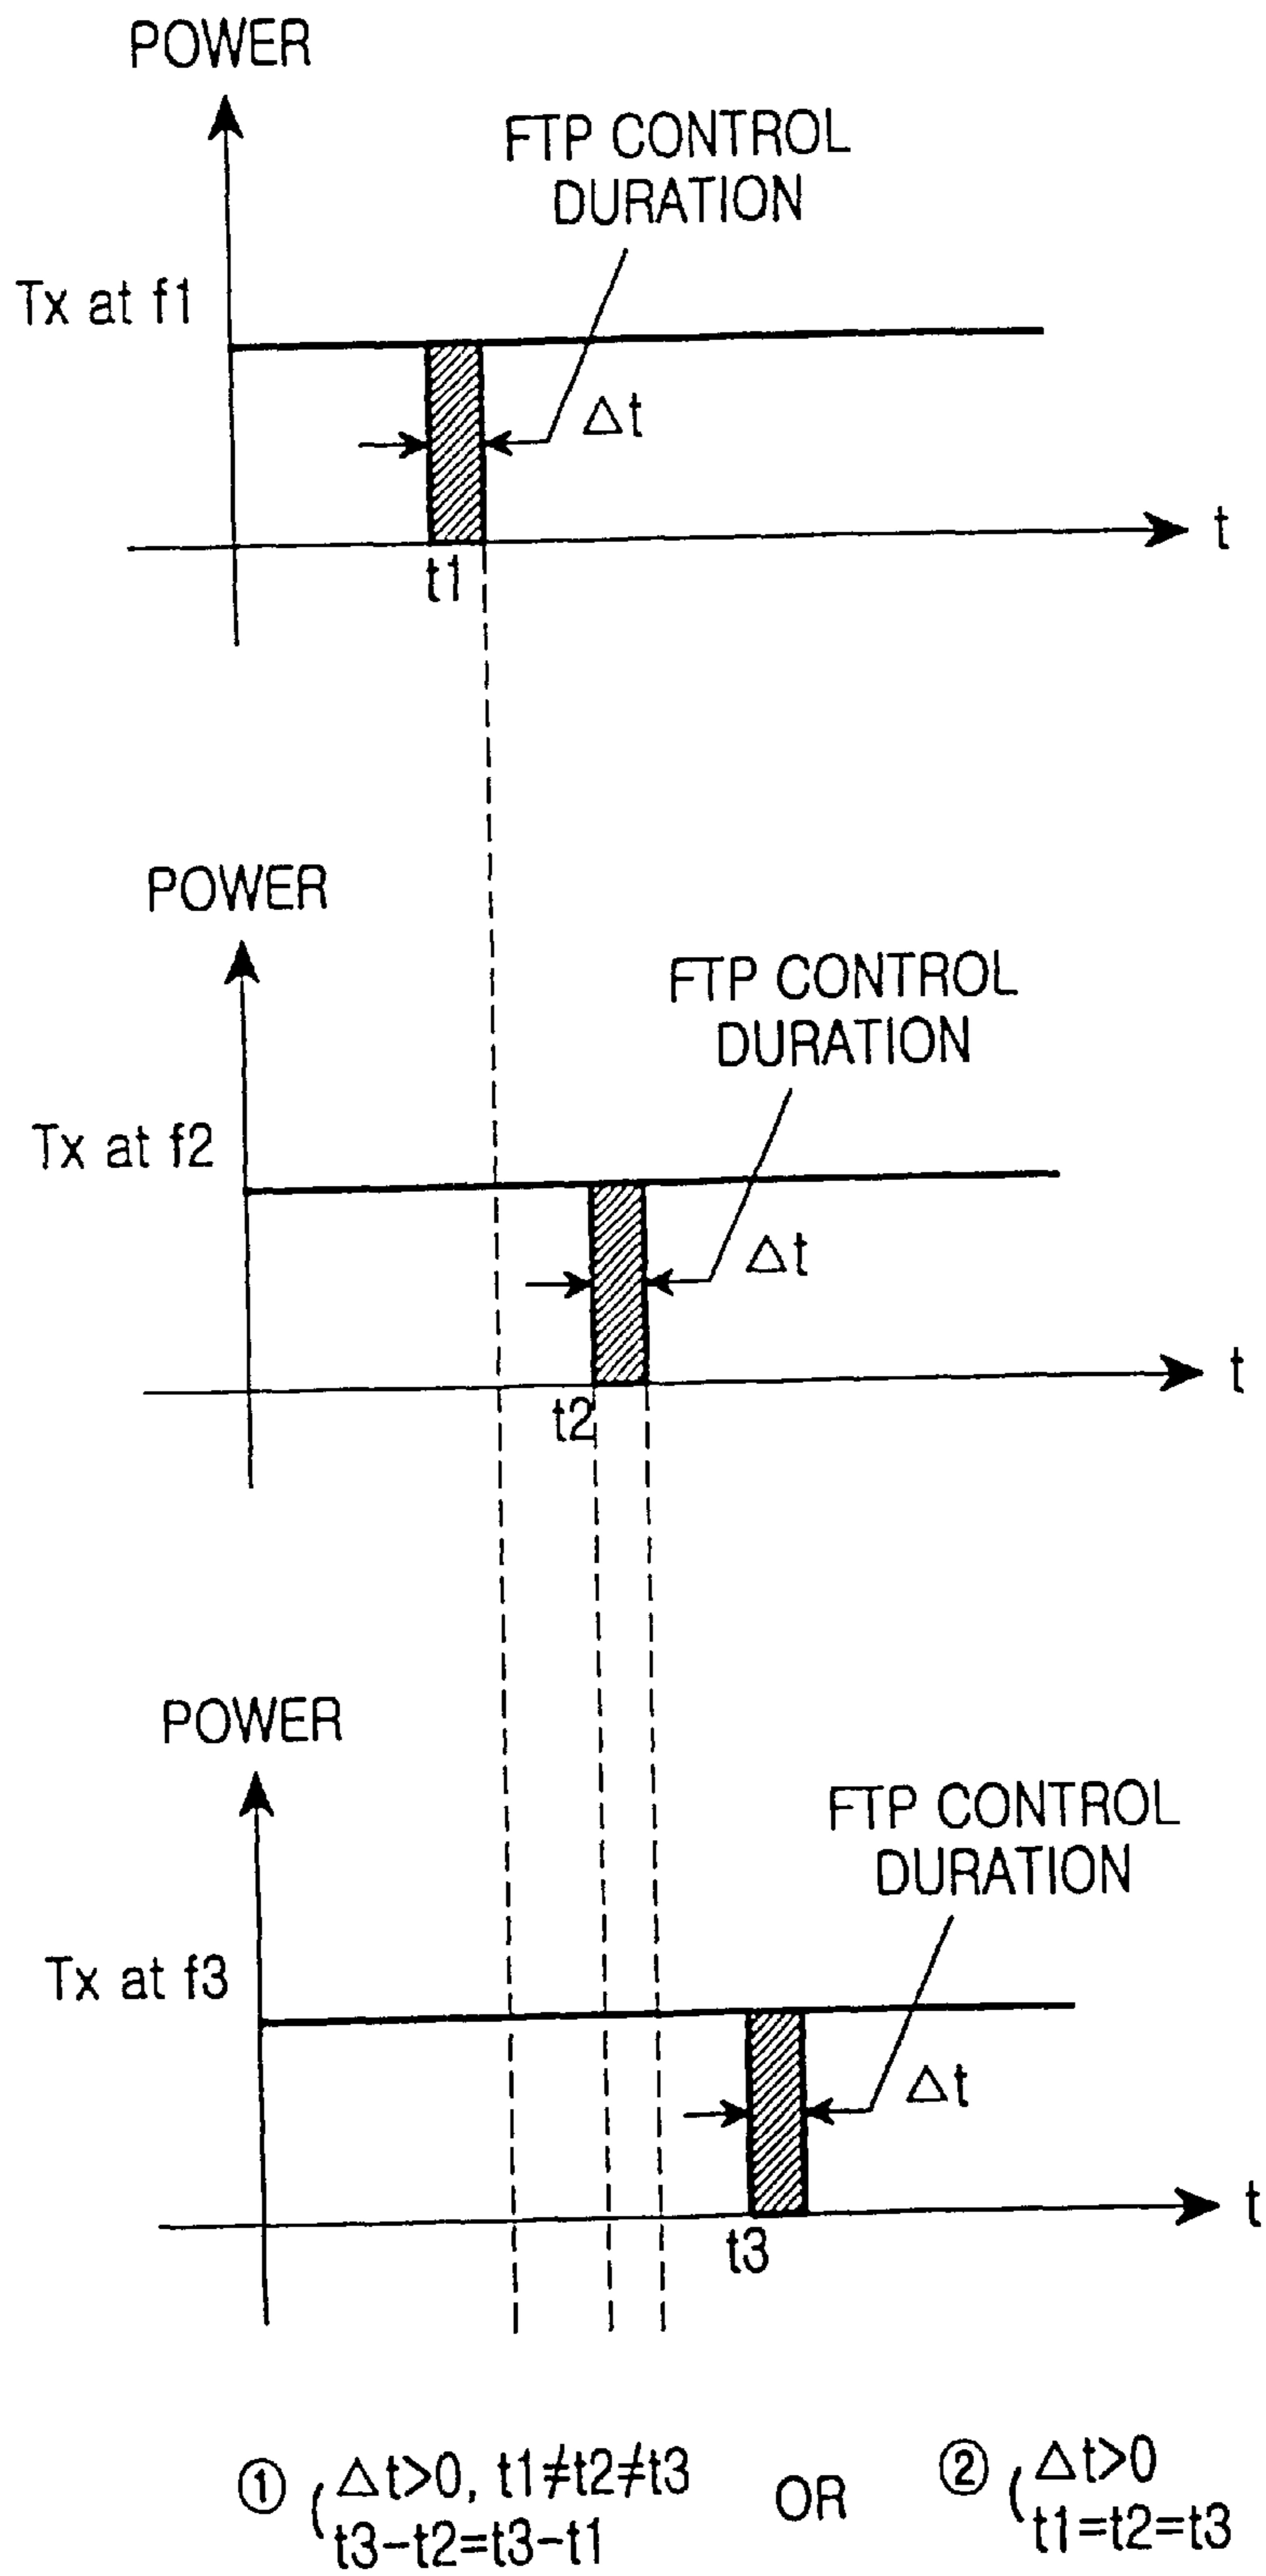 POWER
FTP CONTROL
DURATION
Tx at f1
Δt
t
t1
POWER
FTP CONTROL
DURATION
Tx at f2
Δt
t
t2
POWER
FTP CONTROL
DURATION
Tx at f3
Δt
t
t3
① ( Δt>0, t1≠t2≠t3
t3-t2=t3-t1
OR
② ( Δt>0
t1=t2=t3